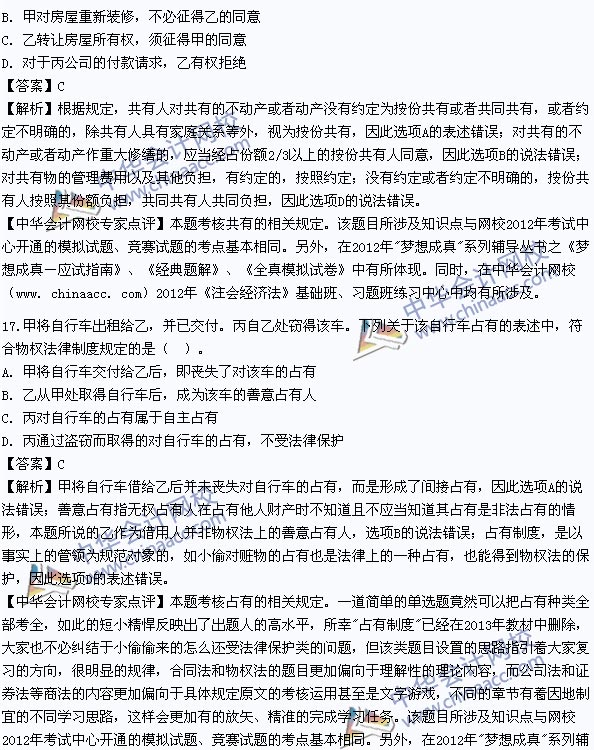 B. 甲对房屋重新装修，不必征得乙的同意
C. 乙转让房屋所有权，须征得甲的同意
D. 对于丙公司的付款请求，乙有权拒绝
【答案】C
【解析】根据规定，共有人对共有的不动产或者动产没有约定为按份共有或者共同共有，或者约
定不明确的，除共有人具有家庭关系等外，视为按份共有，因此选项A的表述错误；对共有的不
动产或者动产作重大修缮的，应当经占份额2/3以上的按份共有人同意，因此选项B的说法错误；
对共有物的管理费用以及其他负担，有约定的，按照约定；没有约定或者约定不明确的，按份共
有人按照其份额负担，共同共有人共同负担，因此选项D的说法错误。
【中华会计网校专家点评】本题考核共有的相关规定。该题目所涉及知识点与网校2012年考试中
心开通的模拟试题、竞赛试题的考点基本相同。另外，在2012年"梦想成真"系列辅导丛书之《梦
想成真—应试指南》、《经典题解》、《全真模拟试卷》中有所体现。同时，在中华会计网校
（www. chinaacc. com）2012年《注会经济法》基础班、习题班练习中心中均有所涉及。
17.甲将自行车出租给乙，并已交付。丙自乙处窃得该车。下列关于该自行车占有的表述中，符
合物权法律制度规定的是（　）。
A. 甲将自行车交付给乙后，即丧失了对该车的占有
B. 乙从甲处取得自行车后，成为该车的善意占有人
C. 丙对自行车的占有属于自主占有
D. 丙通过盗窃而取得的对自行车的占有，不受法律保护
【答案】C
【解析】甲将自行车借给乙后并未丧失对自行车的占有，而是形成了间接占有，因此选项A的说
法错误；善意占有指无权占有人在占有他人财产时不知道且不应当知道其占有是非法占有的情
形，本题所说的乙作为借用人并非物权法上的善意占有人，选项B的说法错误；占有制度，是以
事实上的管领为规范对象的，如小偷对赃物的占有也是法律上的一种占有，也能得到物权法的保
护，因此选项D的表述错误。
【中华会计网校专家点评】本题考核占有的相关规定。一道简单的单选题竟然可以把占有种类全
部考全，如此的短小精悍反映出了出题人的高水平，所幸"占有制度"已经在2013年教材中删除，
大家也不必纠结于小偷偷来的怎么还受法律保护类的问题，但该类题目设置的思路指引着大家复
习的方向，很明显的规律，合同法和物权法的题目更加偏向于理解性的理论内容，而公司法和证
券法等商法的内容更加偏向于具体规定原文的考核运用甚至是文字游戏，不同的章节有着因地制
宜的不同学习思路，这样会更加有的放矢、精准的完成学习任务。该题目所涉及知识点与网校
2012年考试中心开通的模拟试题、竞赛试题的考点基本相同。另外，在2012年"梦想成真"系列辅
中华会计网校
www.chinaacc.com
中华会计网校
www.chinaacc.com
中华会计网校
www.chinaacc.com
中华会计网校
www.chinaacc.com